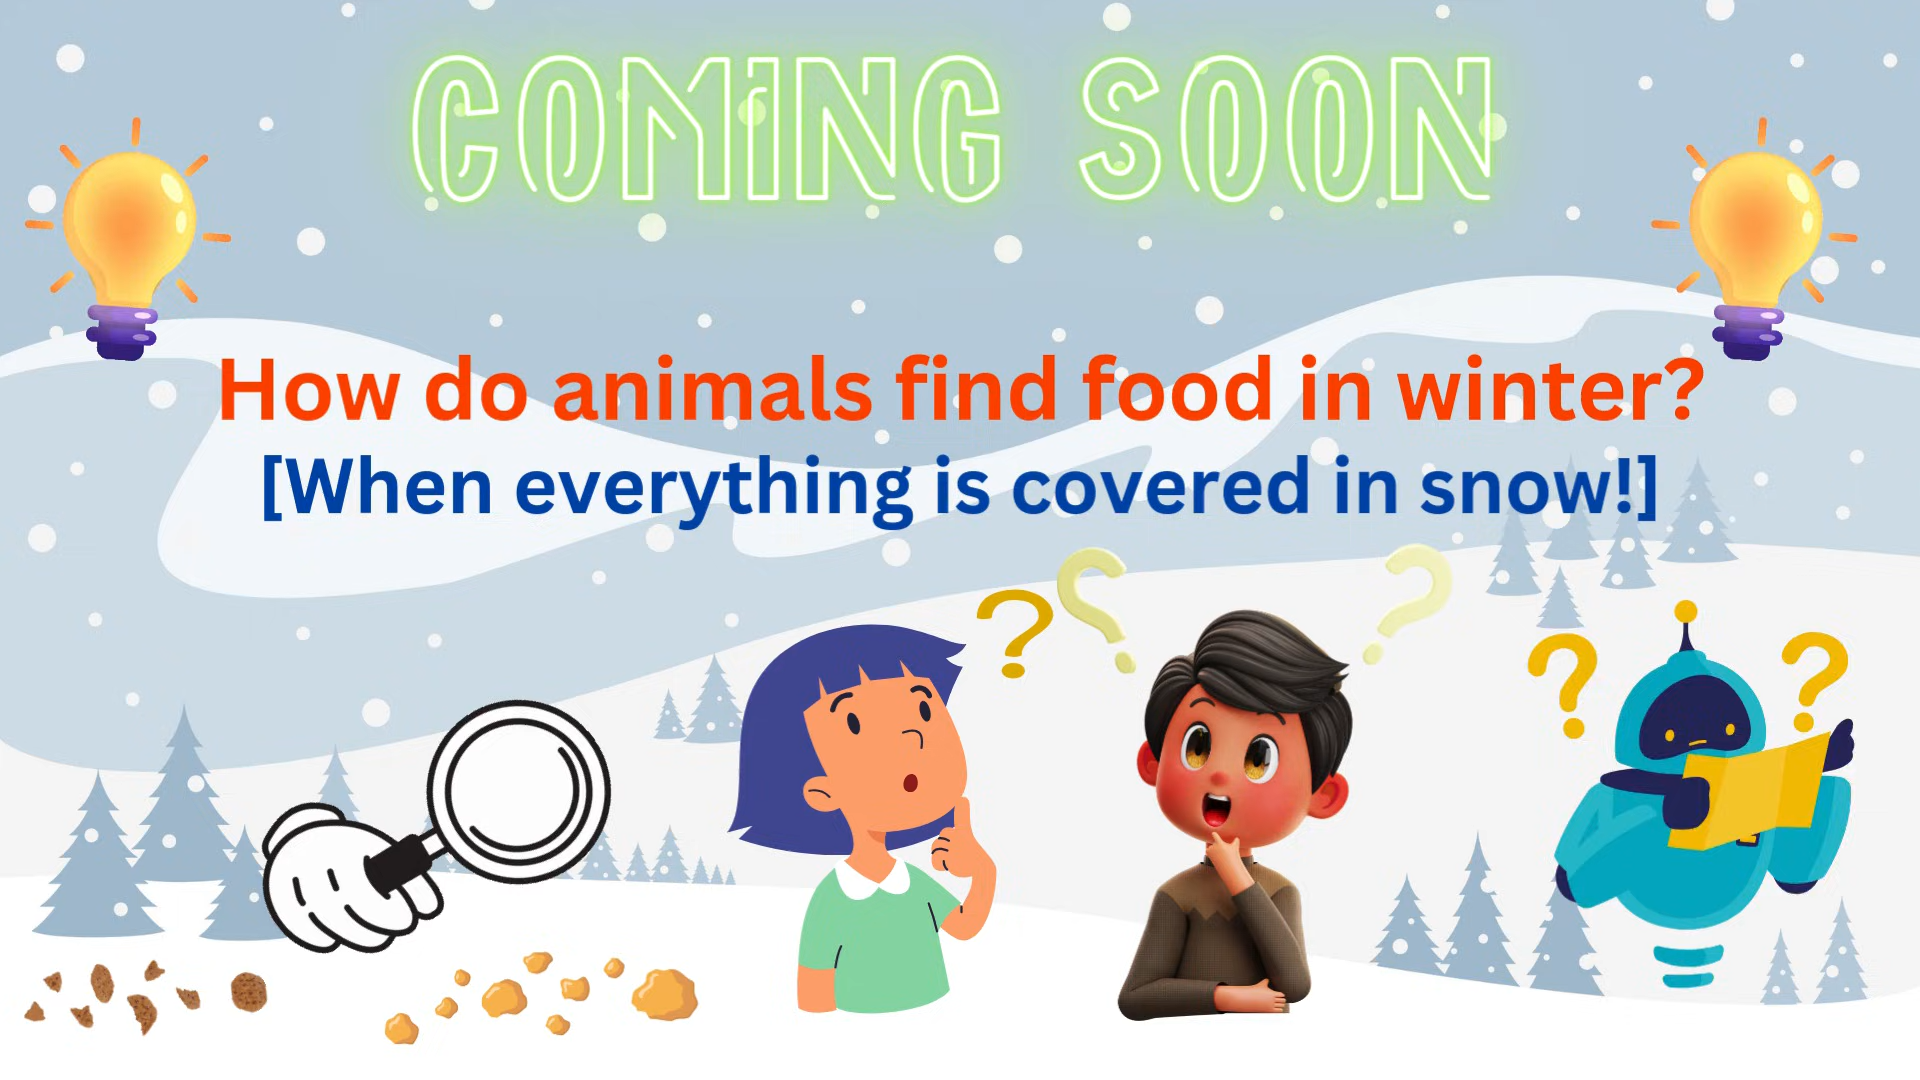 COMING SOON
How do animals find food in winter?
[When everything is covered in snow!]
? ? ?
? ?